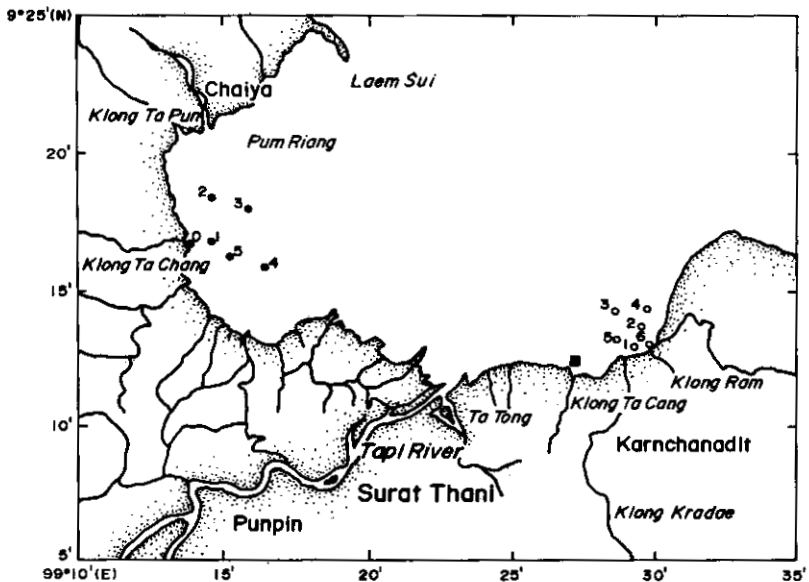 9°25'(N)
Chaiya
Laem Sui
Klong Ta Pun
Pum Riang
20'
2
3
0
1
5
4
Klong Ta Chang
15'
3
4
2
5
1
6
Klong Ram
Klong Ta Cang
Ta Tong
10'
Karnchanadit
Tapi River
Surat Thani
Klong Kradae
Punpin
5'
99°10'(E)
15'
20'
25'
30'
35'